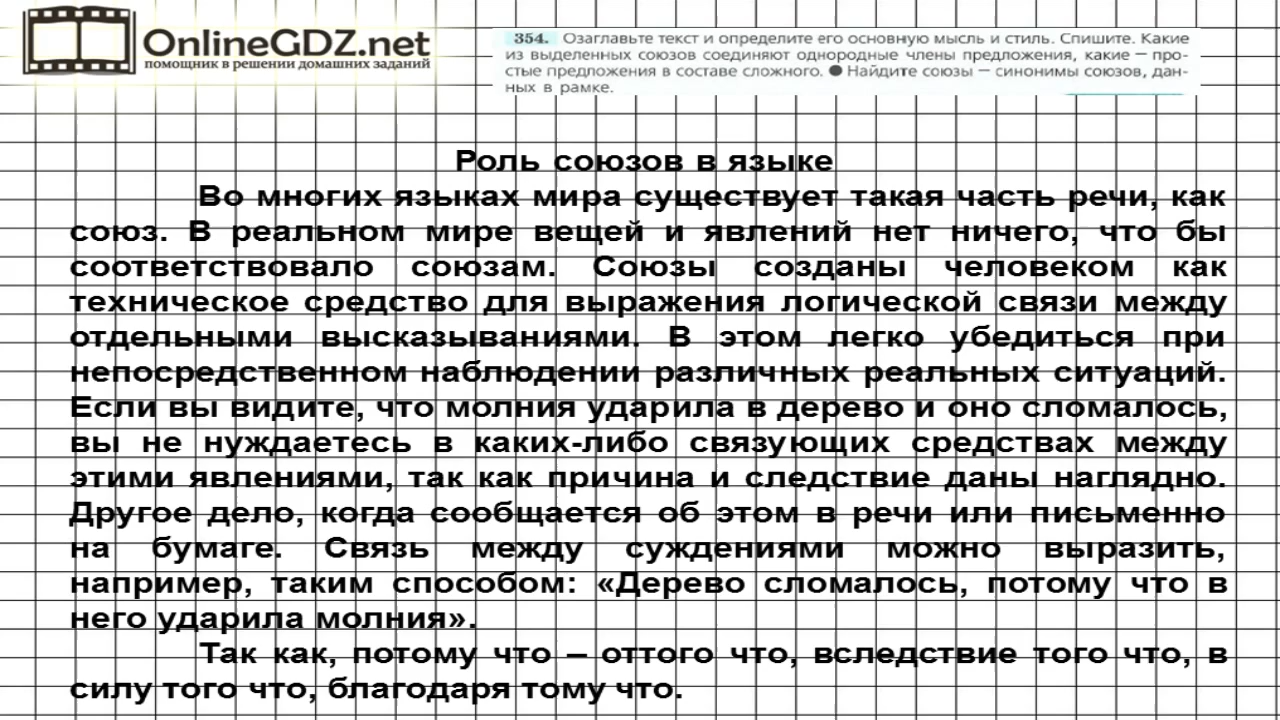 OnlineGDZ.net
помощник в решении домашних заданий
354. Озаглавьте текст и определите его основную мысль и стиль. Спишите. Какие
из выделенных союзов соединяют однородные члены предложения, какие — про-
стые предложения в составе сложного. ● Найдите союзы — синонимы союзов, дан-
ных в рамке.
Роль союзов в языке
Во многих языках мира существует такая часть речи, как
союз. В реальном мире вещей и явлений нет ничего, что бы
соответствовало союзам. Союзы созданы человеком как
техническое средство для выражения логической связи между
отдельными высказываниями. В этом легко убедиться при
непосредственном наблюдении различных реальных ситуаций.
Если вы видите, что молния ударила в дерево и оно сломалось,
вы не нуждаетесь в каких-либо связующих средствах между
этими явлениями, так как причина и следствие даны наглядно.
Другое дело, когда сообщается об этом в речи или письменно
на бумаге. Связь между суждениями можно выразить,
например, таким способом: «Дерево сломалось, потому что в
него ударила молния».
Так как, потому что – оттого что, вследствие того что, в
силу того что, благодаря тому что.